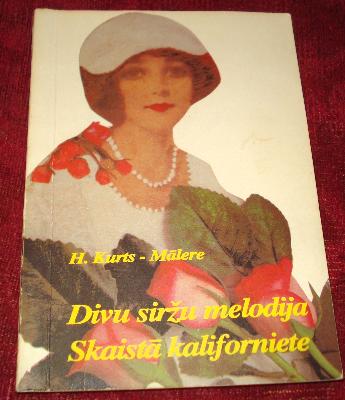 H. Kurts - Mālere
Divu siržu melodija
Skaistā kaliforniete